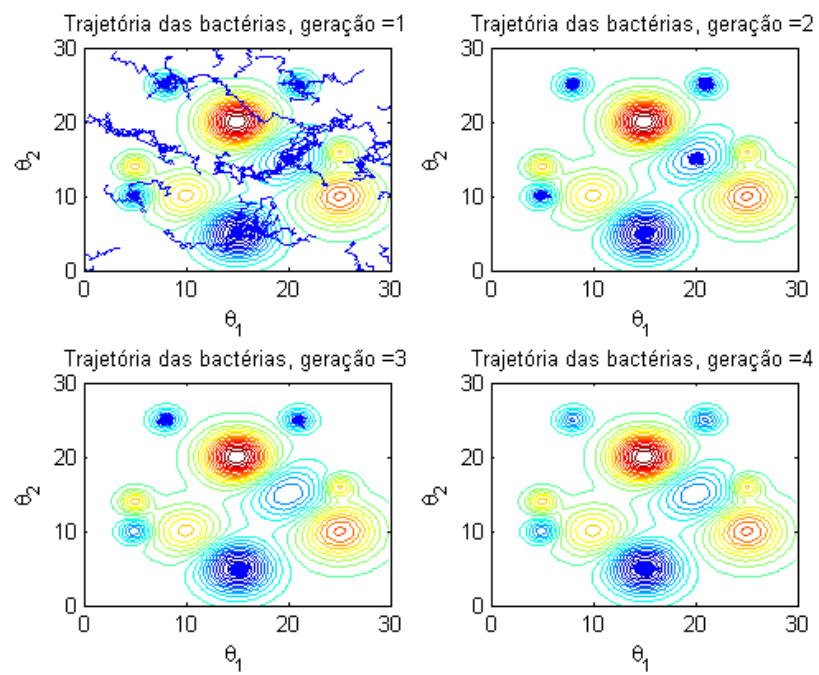 Trajetória das bactérias, geração =1
30
20
10
0
θ2
0 10 20 30
θ1
Trajetória das bactérias, geração =2
30
20
10
0
θ2
0 10 20 30
θ1
Trajetória das bactérias, geração =3
30
20
10
0
θ2
0 10 20 30
θ1
Trajetória das bactérias, geração =4
30
20
10
0
θ2
0 10 20 30
θ1